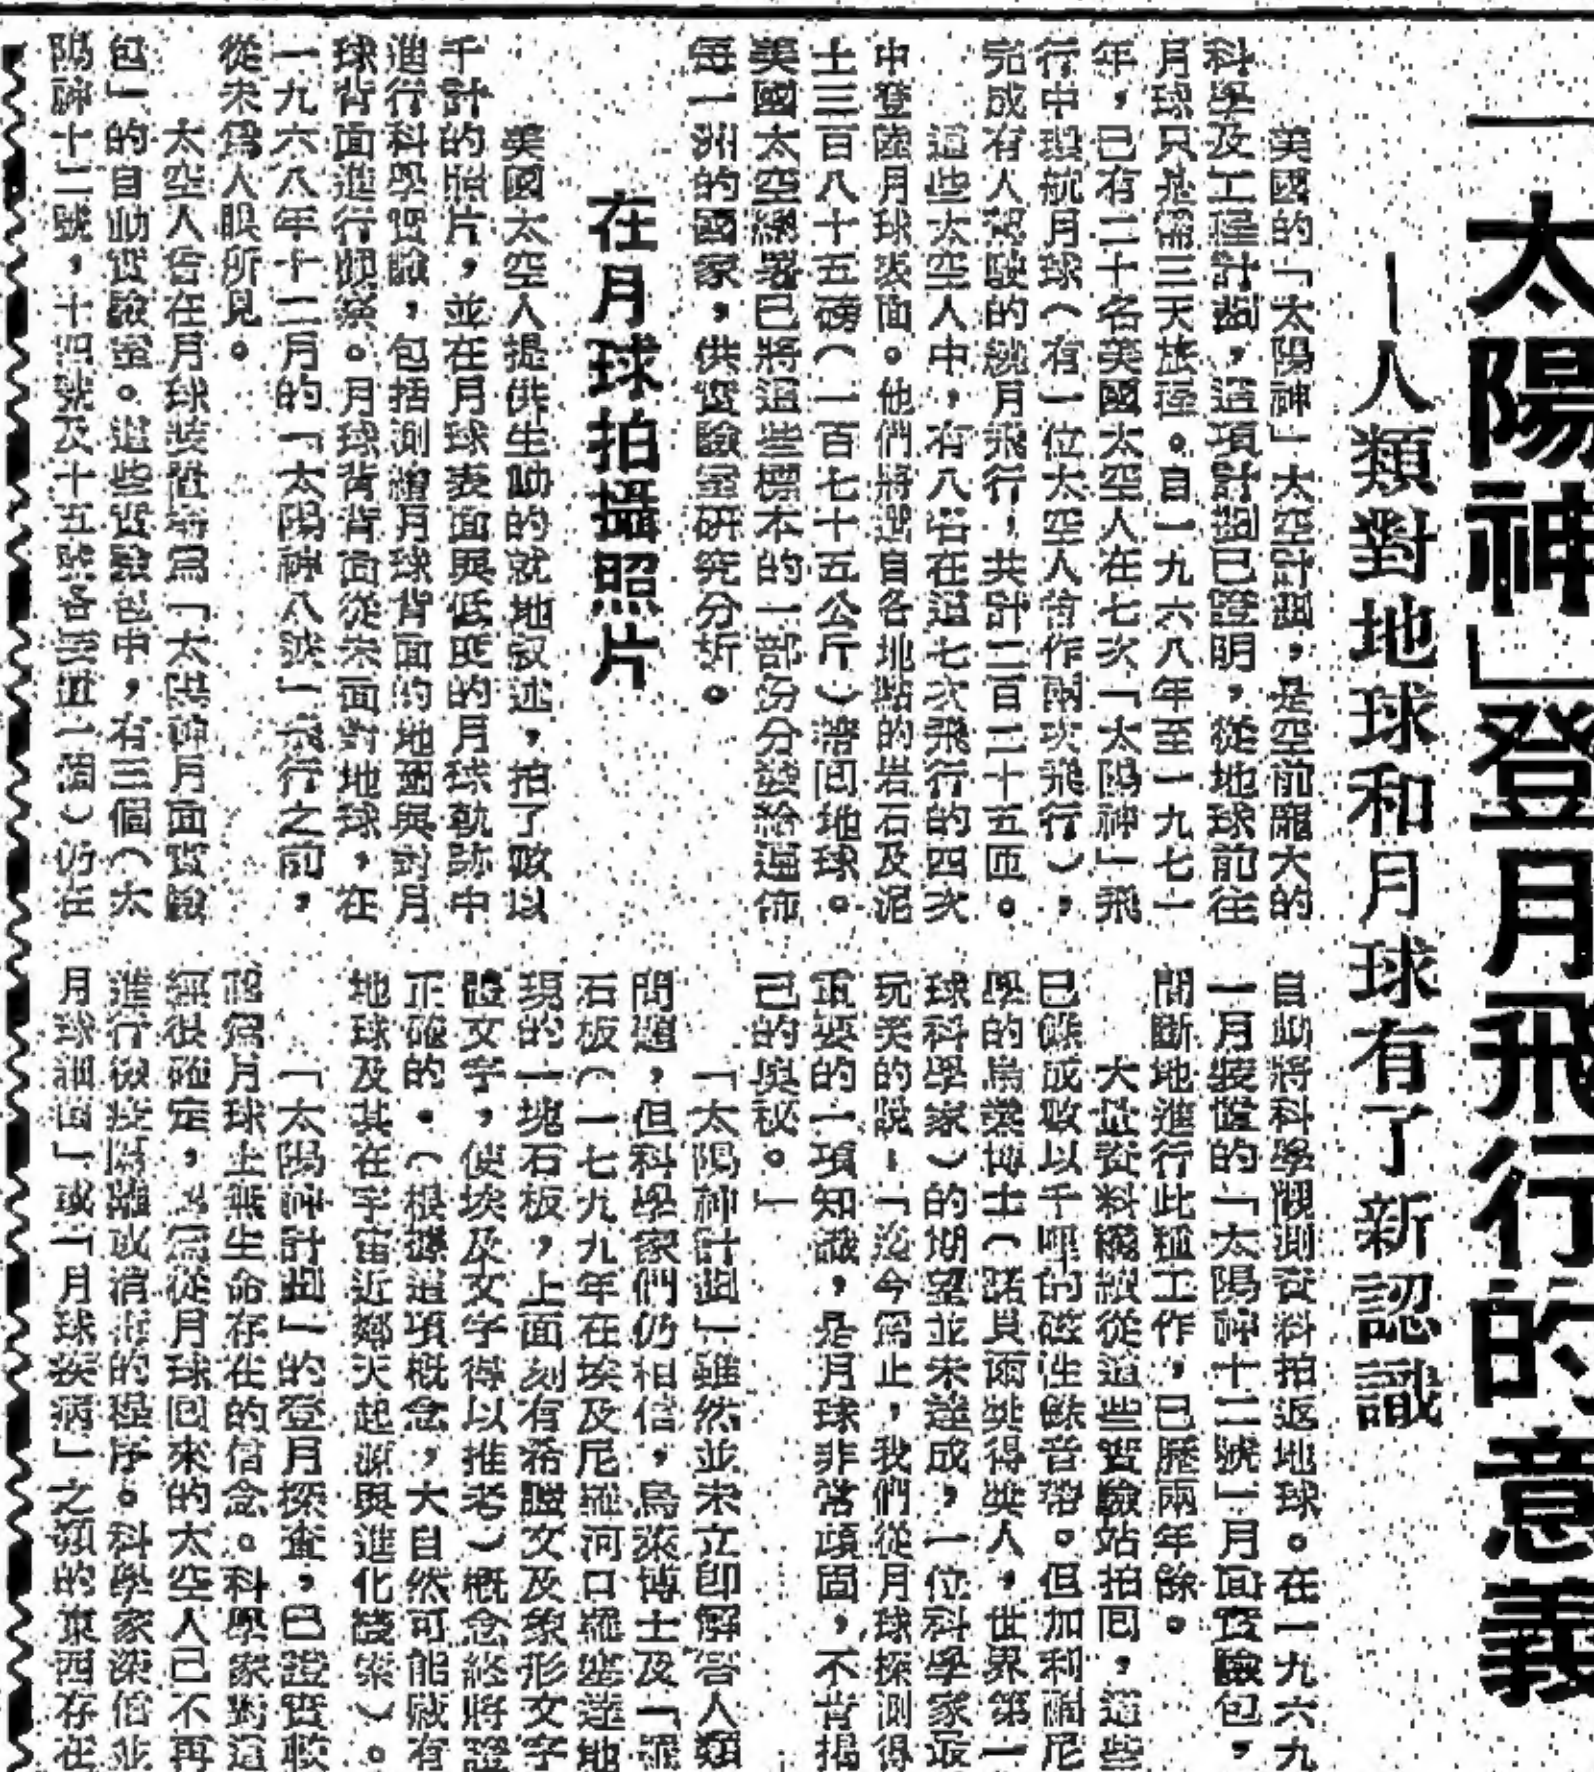 「太陽神」登月飛行的意義
—人類對地球和月球有了新認識
美國的「太陽神」太空計劃，是空前龐大的
科學及工程計劃，這項計劃已證明，從地球前往
月球只是需三天旅程。自一九六八年至一九七一
年，已有二十名美國太空人在七次「太陽神」飛
行中環航月球（有一位太空人曾作兩次飛行），
完成有人駕駛的繞月飛行，共計二百二十五匝。
這些太空人中，有八名在這七次飛行的四次
中登陸月球表面。他們將選自各地點的岩石及泥
土三百八十五磅（一百七十五公斤）帶回地球。
美國太空總署已將這些標本的一部份分發給遍佈
每一洲的國家，供實驗室研究分析。
在月球拍攝照片
美國太空人提供生動的就地敘述，拍了數以
千計的照片，並在月球表面與低度的月球軌跡中
進行科學實驗，包括測繪月球背面的地圖與對月
球背面進行觀察。月球背面從未面對地球，在
一九六八年十二月的「太陽神八號」飛行之前，
從未為人眼所見。
太空人曾在月球裝置稱為「太陽神月面實驗
包」的自動實驗室。這些實驗包中，有三個（太
陽神十二號，十四號及十五號各置一個）仍在
自動將科學觀測資料拍返地球。在一九六九
一月裝置的「太陽神十二號」月面實驗包，
間斷地進行此種工作，已歷兩年餘。
大批資料繼續從這些實驗站拍回，這些
已錄成數以千哩的磁性錄音帶。但加利福尼
學的烏萊博士（諾貝爾獎得獎人，世界第一
球科學家）的期望並未達成，一位科學家最
玩笑的說：「迄今為止，我們從月球探測得
重要的一項知識，是月球非常頑固，不肯揭
己的奧秘。」
「太陽神計劃」雖然並未立即解答人類
問題，但科學家們仍相信，烏萊博士及「羅
石板（一七九九年在埃及尼羅河口羅塞達地
現的一塊石板，上面刻有希臘文及象形文字
臘文字，使埃及文字得以推考）概念終將證
正確的。（根據這項概念，大自然可能藏有
地球及其在宇宙近鄰天起源與進化綫索）。
「太陽神計劃」的登月探查，已證實較
認為月球上無生命存在的信念。科學家對這
經很確定，認為從月球回來的太空人已不再
進行檢疫隔離或消毒的程序。科學家深信並
月球細菌」或「月球疾病」之類的東西存在